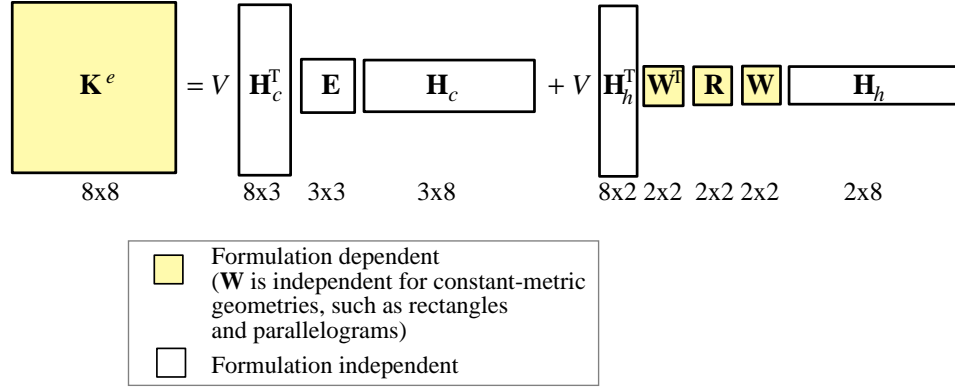 K^e = V H_c^T E H_c + V H_h^T W^T R W H_h
8x8 8x3 3x3 3x8 8x2 2x2 2x2 2x2 2x8
Formulation dependent
(W is independent for constant-metric
geometries, such as rectangles
and parallelograms)
Formulation independent